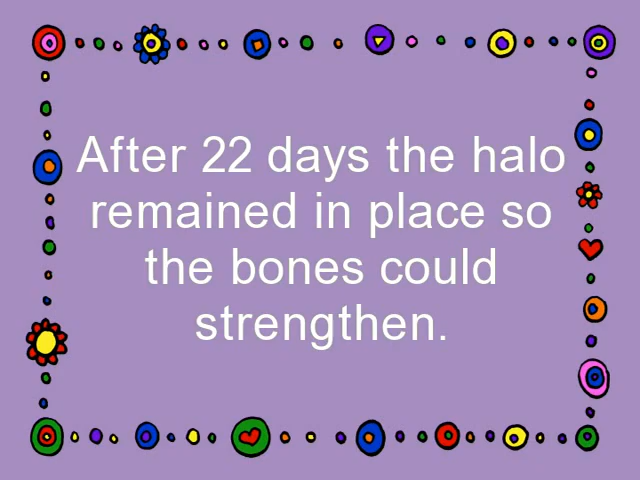 After 22 days the halo
remained in place so
the bones could
strengthen.